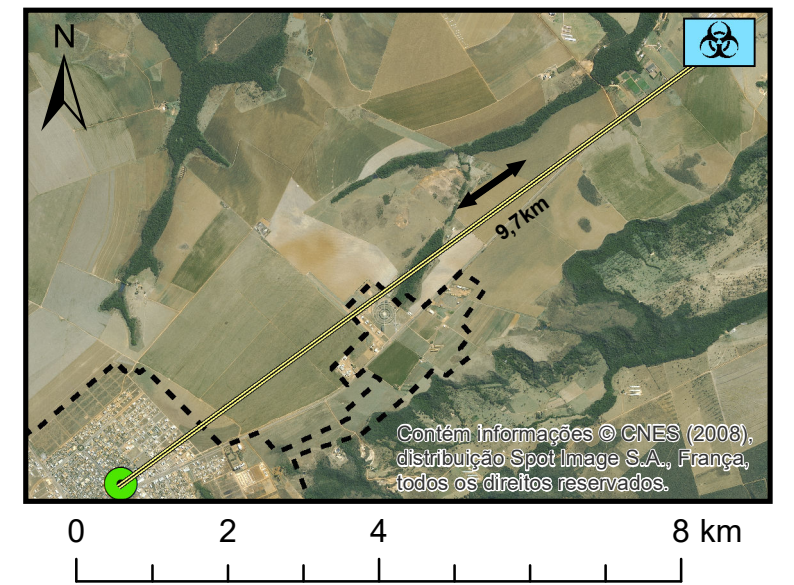 N
9,7km
Contém informações © CNES (2008),
distribuição Spot Image S.A., França,
todos os direitos reservados.
0 2 4 8 km